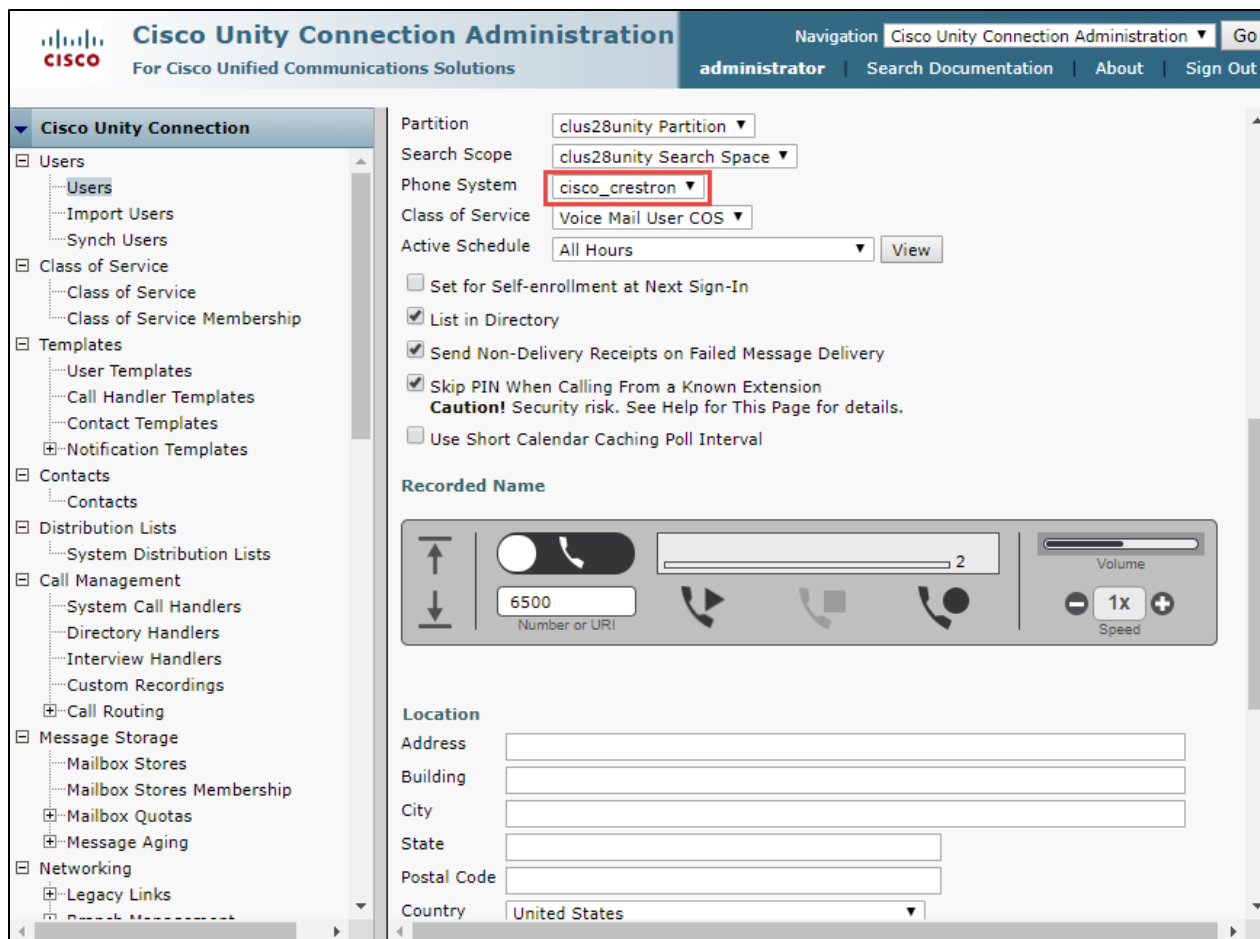 Cisco Unity Connection Administration
For Cisco Unified Communications Solutions
CISCO
Navigation Cisco Unity Connection Administration Go
administrator | Search Documentation | About | Sign Out
Cisco Unity Connection
Users
Users
Import Users
Synch Users
Class of Service
Class of Service
Class of Service Membership
Templates
User Templates
Call Handler Templates
Contact Templates
Notification Templates
Contacts
Contacts
Distribution Lists
System Distribution Lists
Call Management
System Call Handlers
Directory Handlers
Interview Handlers
Custom Recordings
Call Routing
Message Storage
Mailbox Stores
Mailbox Stores Membership
Mailbox Quotas
Message Aging
Networking
Legacy Links
Branch Management
Partition clus28unity Partition
Search Scope clus28unity Search Space
Phone System cisco_crestron
Class of Service Voice Mail User COS
Active Schedule All Hours View
Set for Self-enrollment at Next Sign-In
List in Directory
Send Non-Delivery Receipts on Failed Message Delivery
Skip PIN When Calling From a Known Extension
Caution! Security risk. See Help for This Page for details.
Use Short Calendar Caching Poll Interval
Recorded Name
2
Volume
6500
Number or URI
1x
Speed
Location
Address
Building
City
State
Postal Code
Country United States